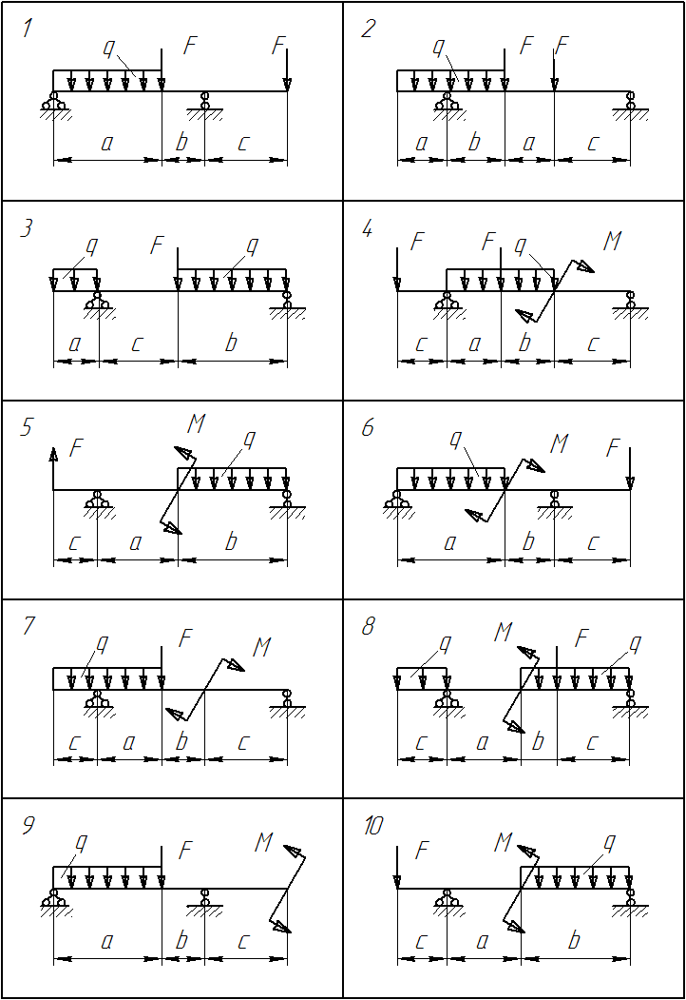 1
q F F
a b c
2
q F F
a b a c
3
q F q
a c b
4
F F q M
c a b c
5
F M q
c a b
6
q M F
a b c
7
q F M
c a b c
8
q M F q
c a b c
9
q F M
a b c
10
F M q
c a b